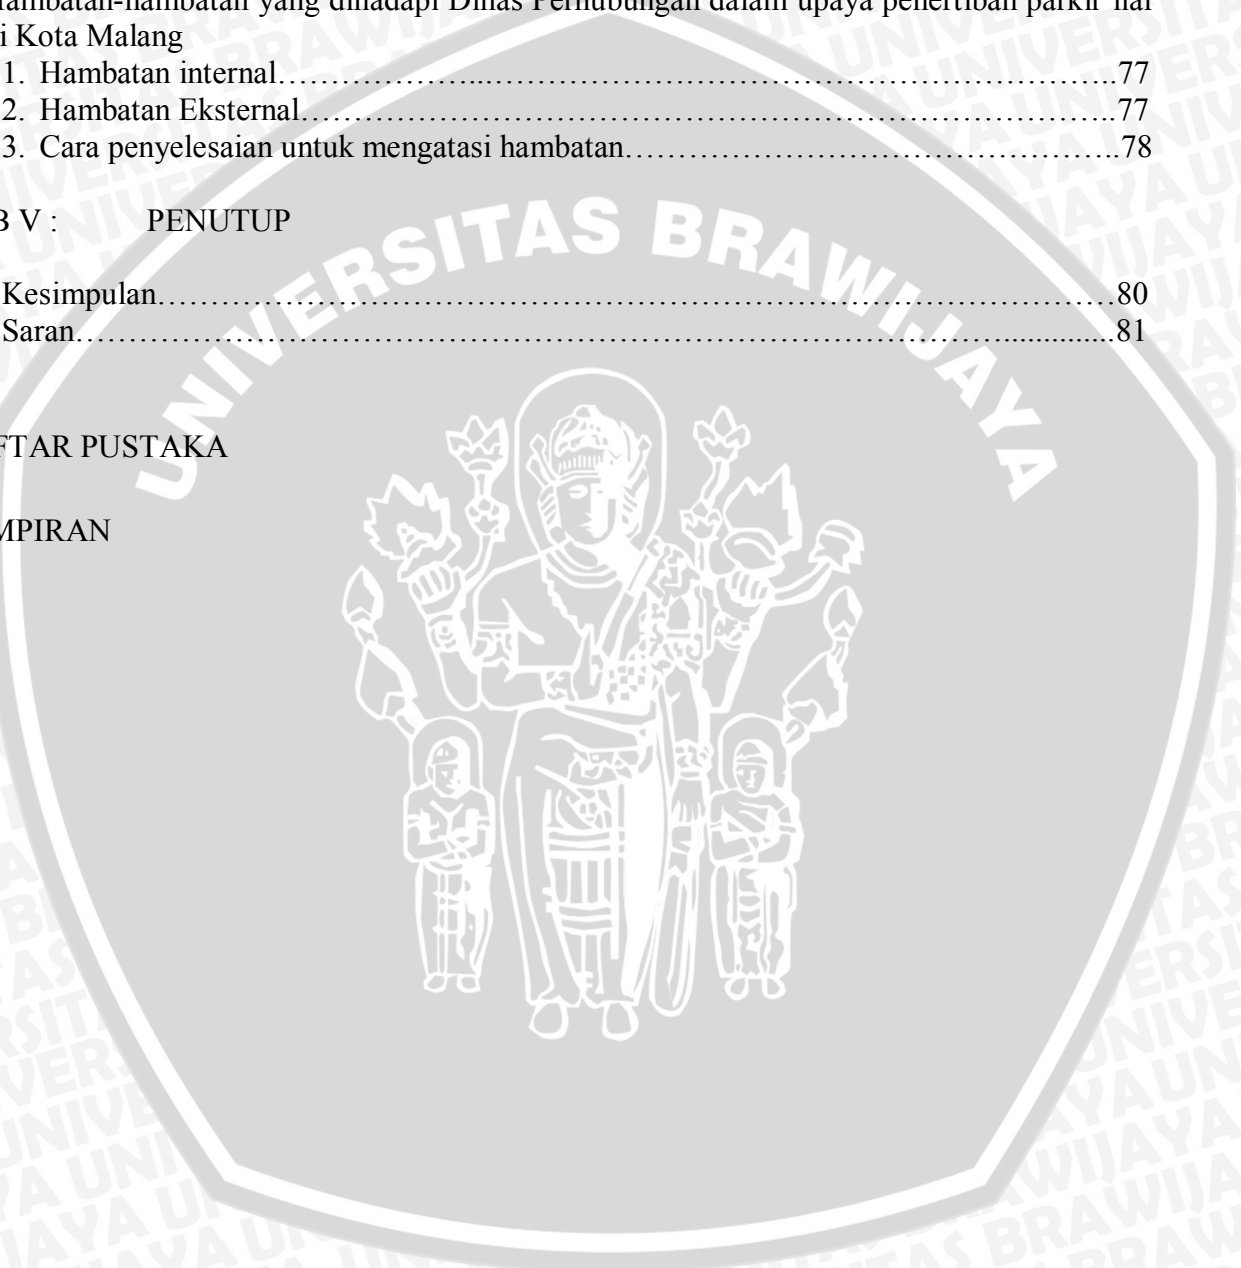 ambatan-hambatan yang dihadapi Dinas Perhubungan dalam upaya penertiban parkir liar
i Kota Malang
1. Hambatan internal……………….....…………………………………………………...77
2. Hambatan Eksternal…………………………………………………………………...77
3. Cara penyelesaian untuk mengatasi hambatan………………………………………..78
B V : PENUTUP
Kesimpulan………………………………………………………………………………80
Saran……………………………………………………………………...............81
FTAR PUSTAKA
MPIRAN
UNIVERSITAS BRAWIJAYA